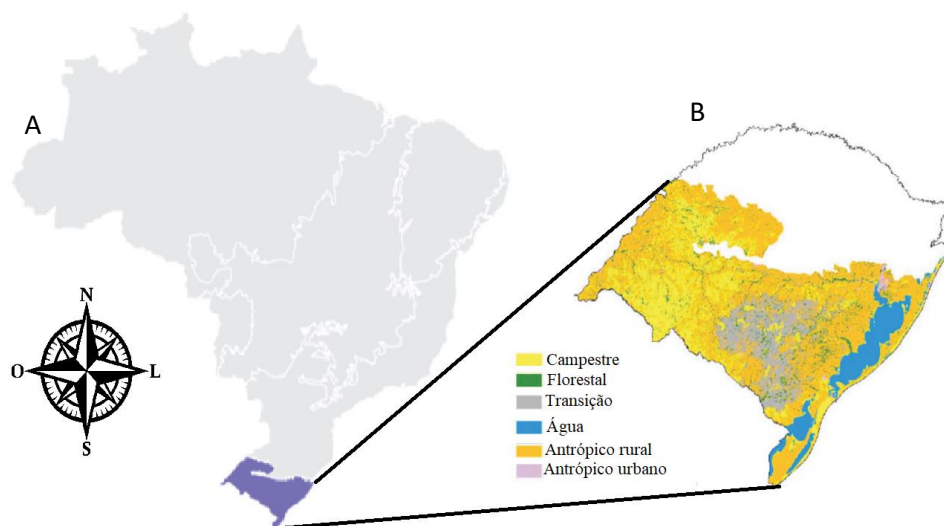 A
B
N
O
L
S
Campestre
Florestal
Transição
Água
Antrópico rural
Antrópico urbano